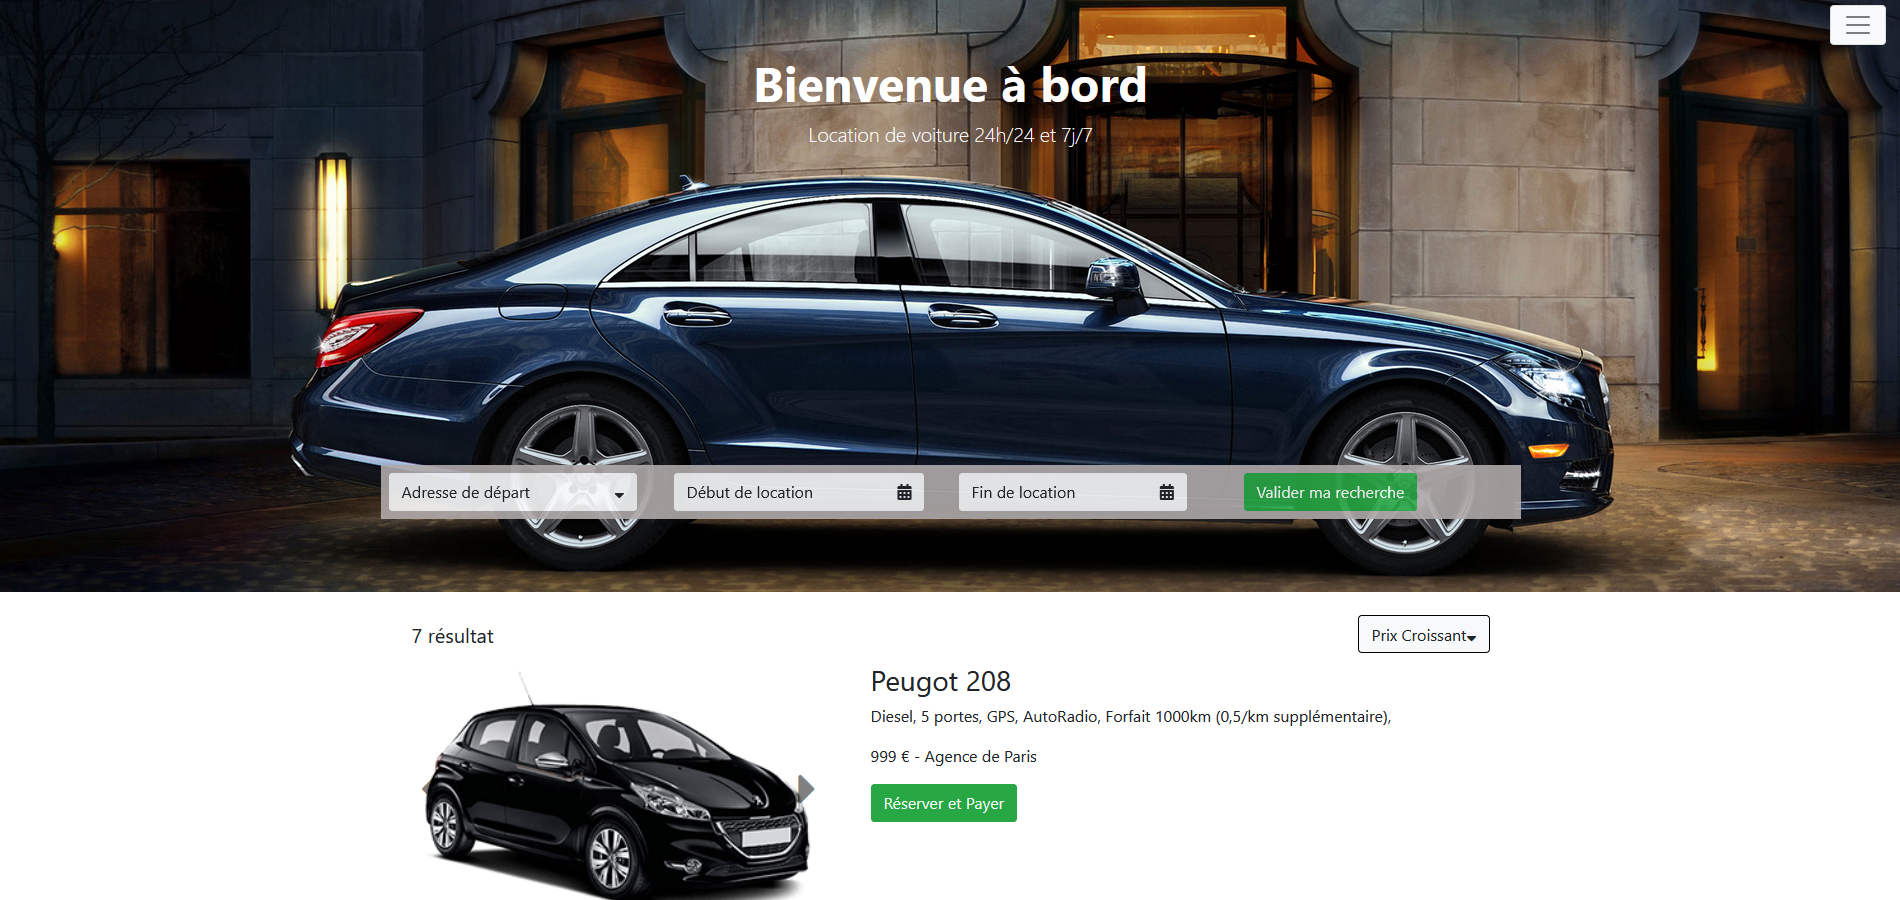 Bienvenue à bord
Location de voiture 24h/24 et 7j/7
Adresse de départ
Début de location
Fin de location
Valider ma recherche
7 résultat
Prix Croissant
Peugot 208
Diesel, 5 portes, GPS, AutoRadio, Forfait 1000km (0,5/km supplémentaire),
999 € - Agence de Paris
Réserver et Payer